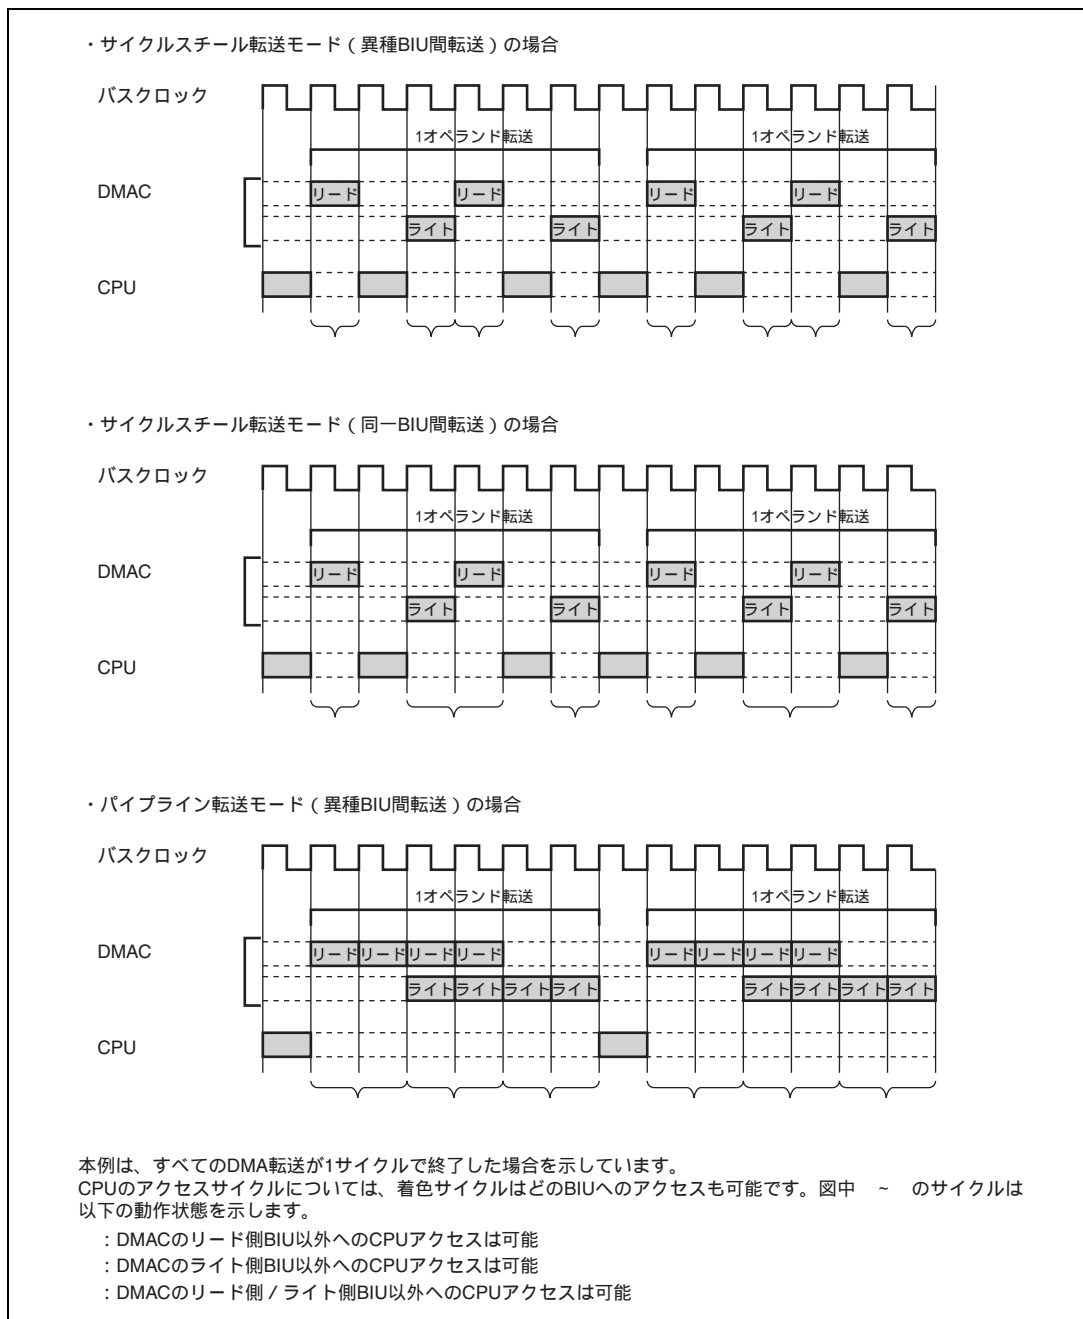 ・サイクルスチール転送モード ( 異種BIU間転送 ) の場合
バスクロック
1オペランド転送 1オペランド転送
DMAC
リード リード リード リード
ライト ライト ライト ライト
CPU
・サイクルスチール転送モード ( 同一BIU間転送 ) の場合
バスクロック
1オペランド転送 1オペランド転送
DMAC
リード リード リード リード
ライト ライト ライト ライト
CPU
・パイプライン転送モード ( 異種BIU間転送 ) の場合
バスクロック
1オペランド転送 1オペランド転送
DMAC
リード リード リード リード リード リード リード リード
ライト ライト ライト ライト ライト ライト ライト ライト
CPU
本例は、すべてのDMA転送が1サイクルで終了した場合を示しています。
CPUのアクセスサイクルについては、着色サイクルはどのBIUへのアクセスも可能です。図中　~　のサイクルは
以下の動作状態を示します。
: DMACのリード側BIU以外へのCPUアクセスは可能
: DMACのライト側BIU以外へのCPUアクセスは可能
: DMACのリード側 / ライト側BIU以外へのCPUアクセスは可能